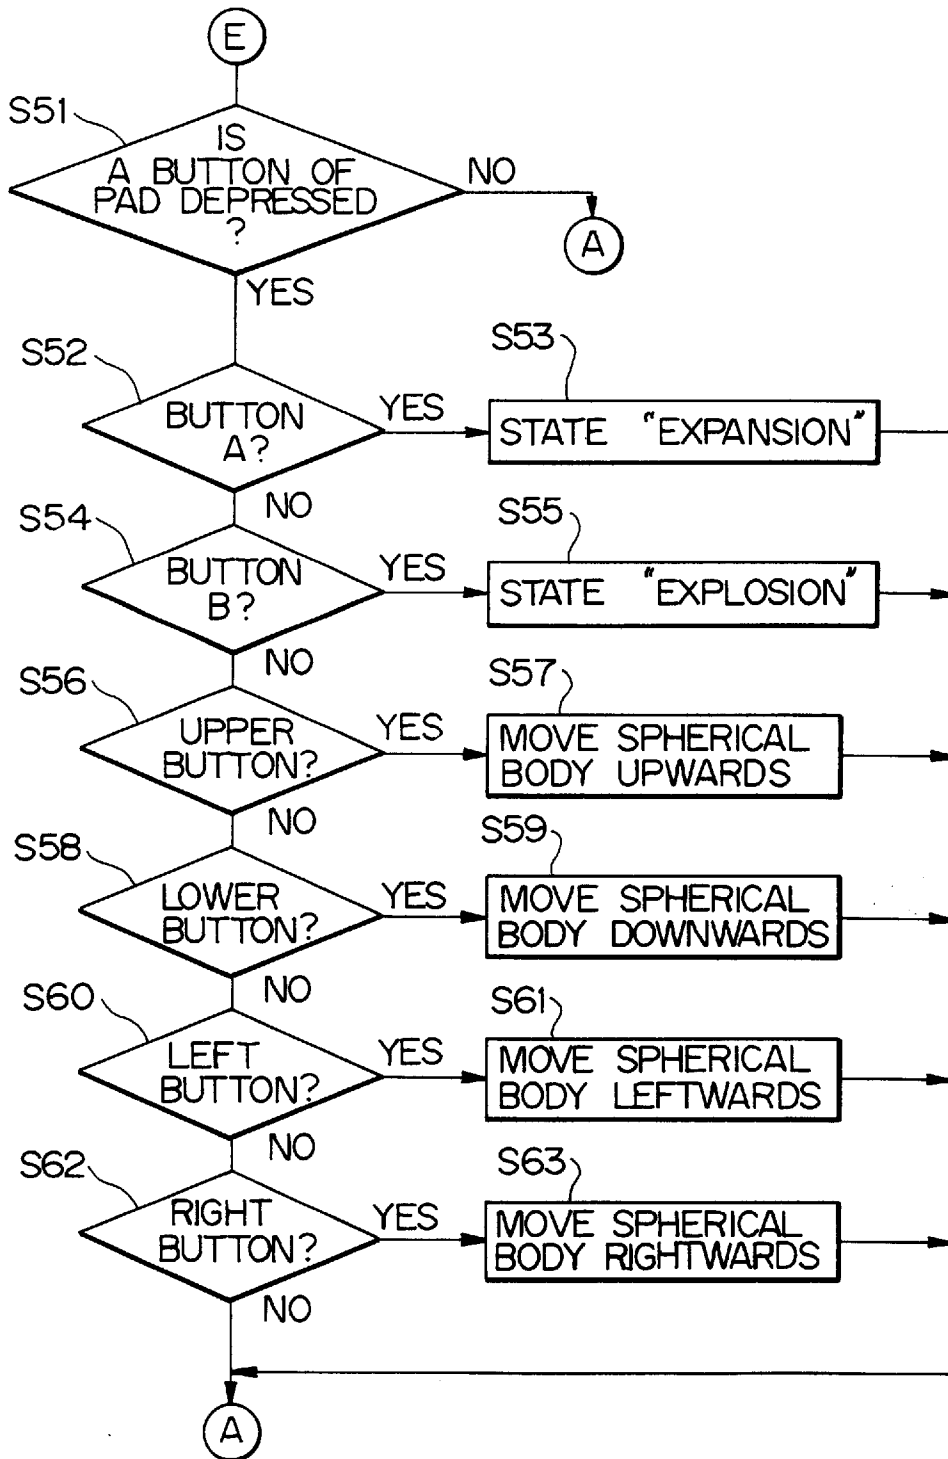 E
S51
IS
A BUTTON OF
PAD DEPRESSED
?
NO
A
YES
S52
BUTTON
A?
YES
S53
STATE "EXPANSION"
NO
S54
BUTTON
B?
YES
S55
STATE "EXPLOSION"
NO
S56
UPPER
BUTTON?
YES
S57
MOVE SPHERICAL
BODY UPWARDS
NO
S58
LOWER
BUTTON?
YES
S59
MOVE SPHERICAL
BODY DOWNWARDS
NO
S60
LEFT
BUTTON?
YES
S61
MOVE SPHERICAL
BODY LEFTWARDS
NO
S62
RIGHT
BUTTON?
YES
S63
MOVE SPHERICAL
BODY RIGHTWARDS
NO
A